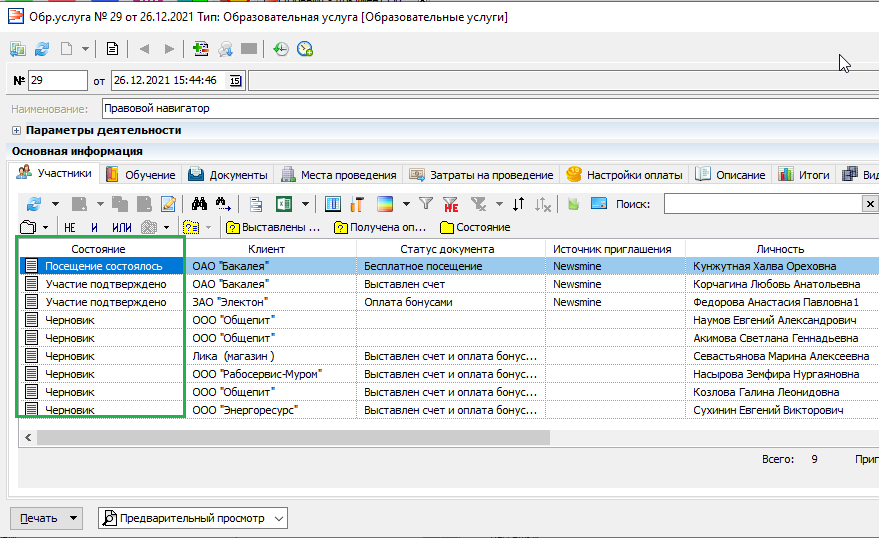 Обр.услуга № 29 от 26.12.2021 Тип: Образовательная услуга [Образовательные услуги]
№ 29 от 26.12.2021 15:44:46 15
Наименование: Правовой навигатор
Параметры деятельности
Основная информация
Участники Обучение Документы Места проведения Затраты на проведение Настройки оплаты Описание Итоги Ви
НЕ Поиск:
НЕ И ИЛИ Выставлены ... Получена оп... Состояние
Состояние Клиент Статус документа Источник приглашения Личность
Посещение состоялось ОАО "Бакалея" Бесплатное посещение Newsmine Кунжутная Халва Ореховна
Участие подтверждено ОАО "Бакалея" Выставлен счет Newsmine Корчагина Любовь Анатольевна
Участие подтверждено ЗАО "Электон" Оплата бонусами Newsmine Федорова Анастасия Павловна1
Черновик ООО "Общепит" Наумов Евгений Александрович
Черновик ООО "Общепит" Акимова Светлана Геннадьевна
Черновик Лика (магазин ) Выставлен счет и оплата бонус... Севастьянова Марина Алексеевна
Черновик ООО "Рабосервис-Муром" Выставлен счет и оплата бонус... Насырова Земфира Нургаяновна
Черновик ООО "Общепит" Выставлен счет и оплата бонус... Козлова Галина Леонидовна
Черновик ООО "Энергоресурс" Выставлен счет и оплата бонус... Сухинин Евгений Викторович
Всего: 9 Приг
Печать Предварительный просмотр